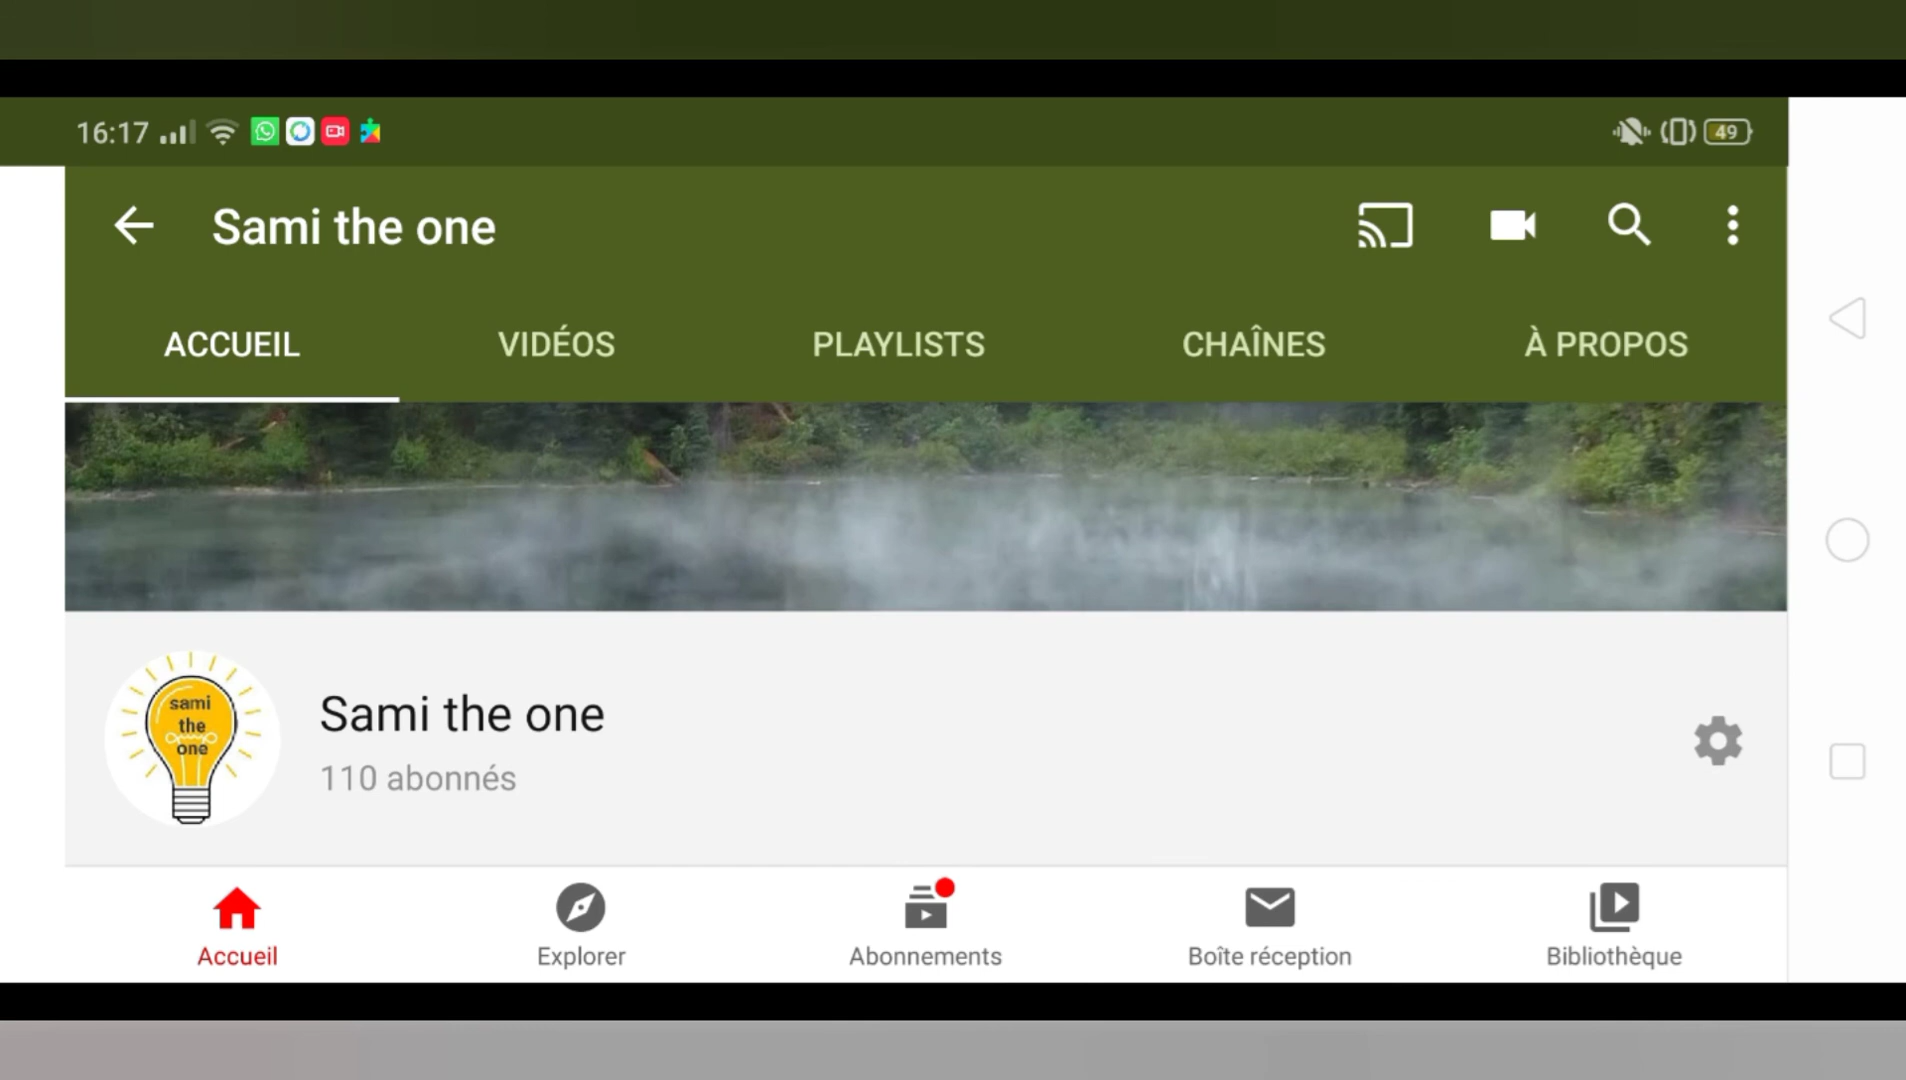 16:17
49
Sami the one
ACCUEIL VIDÉOS PLAYLISTS CHAÎNES À PROPOS
sami
the
one
Sami the one
110 abonnés
Accueil Explorer Abonnements Boîte réception Bibliothèque